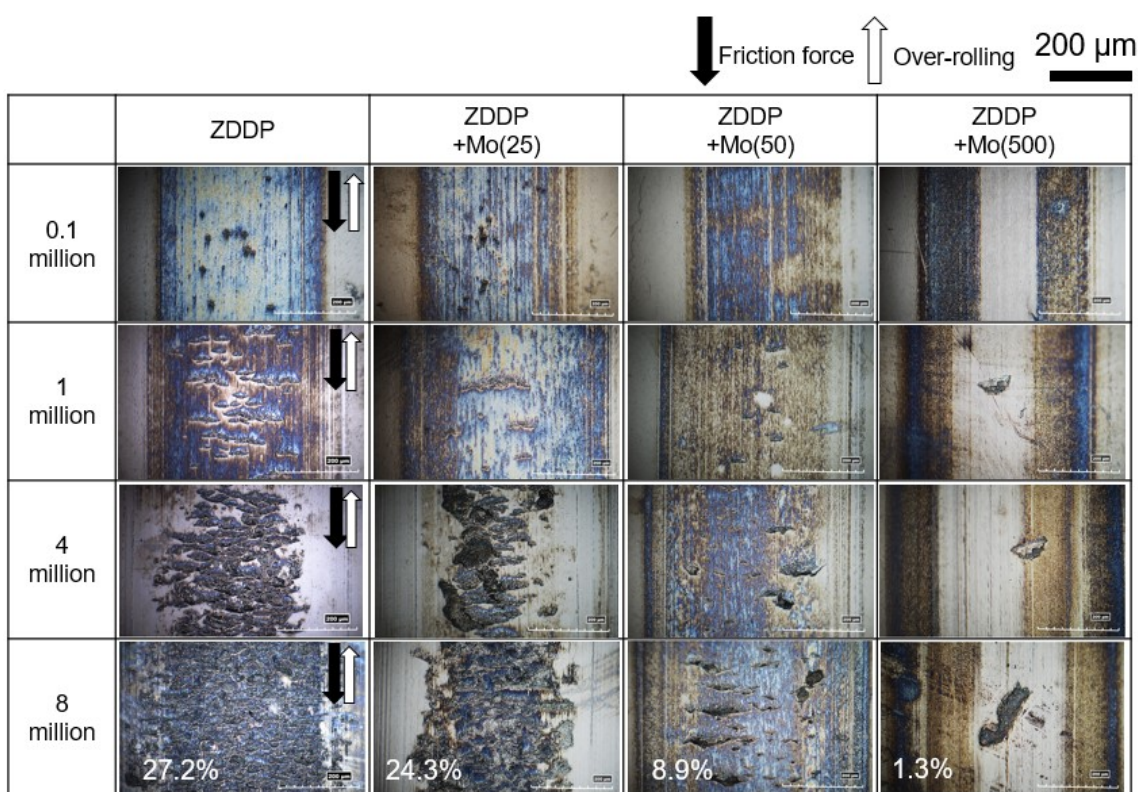 Friction force
Over-rolling
200 µm
ZDDP
ZDDP
+Mo(25)
ZDDP
+Mo(50)
ZDDP
+Mo(500)
0.1
million
1
million
4
million
8
million
27.2%
24.3%
8.9%
1.3%